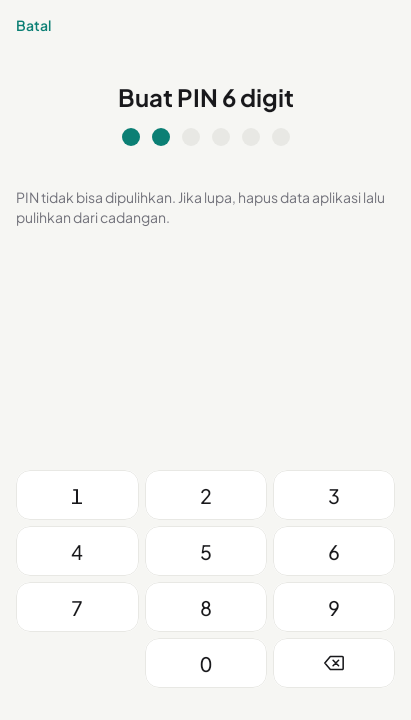 Batal
Buat PIN 6 digit
PIN tidak bisa dipulihkan. Jika lupa, hapus data aplikasi lalu
pulihkan dari cadangan.
1 2 3
4 5 6
7 8 9
0